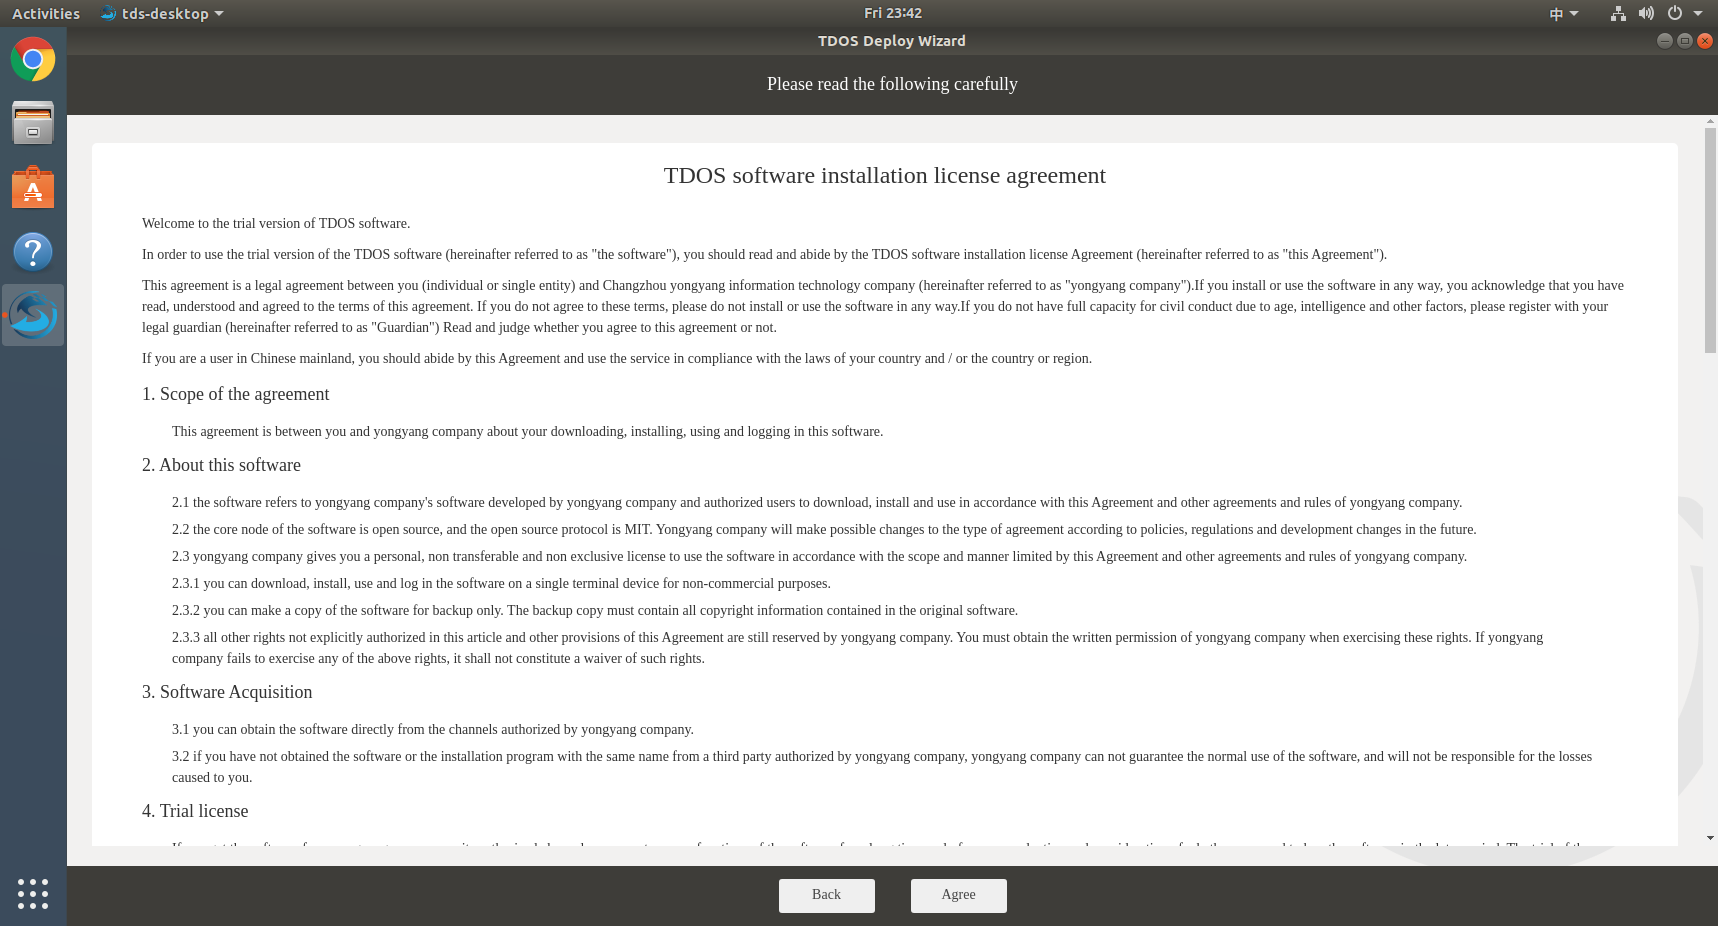 Activities tds-desktop Fri 23:42 中
TDOS Deploy Wizard
Please read the following carefully
TDOS software installation license agreement
Welcome to the trial version of TDOS software.
In order to use the trial version of the TDOS software (hereinafter referred to as "the software"), you should read and abide by the TDOS software installation license Agreement (hereinafter referred to as "this Agreement").
This agreement is a legal agreement between you (individual or single entity) and Changzhou yongyang information technology company (hereinafter referred to as "yongyang company").If you install or use the software in any way, you acknowledge that you have
read, understood and agreed to the terms of this agreement. If you do not agree to these terms, please do not install or use the software in any way.If you do not have full capacity for civil conduct due to age, intelligence and other factors, please register with your
legal guardian (hereinafter referred to as "Guardian") Read and judge whether you agree to this agreement or not.
If you are a user in Chinese mainland, you should abide by this Agreement and use the service in compliance with the laws of your country and / or the country or region.
1. Scope of the agreement
This agreement is between you and yongyang company about your downloading, installing, using and logging in this software.
2. About this software
2.1 the software refers to yongyang company's software developed by yongyang company and authorized users to download, install and use in accordance with this Agreement and other agreements and rules of yongyang company.
2.2 the core node of the software is open source, and the open source protocol is MIT. Yongyang company will make possible changes to the type of agreement according to policies, regulations and development changes in the future.
2.3 yongyang company gives you a personal, non transferable and non exclusive license to use the software in accordance with the scope and manner limited by this Agreement and other agreements and rules of yongyang company.
2.3.1 you can download, install, use and log in the software on a single terminal device for non-commercial purposes.
2.3.2 you can make a copy of the software for backup only. The backup copy must contain all copyright information contained in the original software.
2.3.3 all other rights not explicitly authorized in this article and other provisions of this Agreement are still reserved by yongyang company. You must obtain the written permission of yongyang company when exercising these rights. If yongyang
company fails to exercise any of the above rights, it shall not constitute a waiver of such rights.
3. Software Acquisition
3.1 you can obtain the software directly from the channels authorized by yongyang company.
3.2 if you have not obtained the software or the installation program with the same name from a third party authorized by yongyang company, yongyang company can not guarantee the normal use of the software, and will not be responsible for the losses
caused to you.
4. Trial license
Back Agree